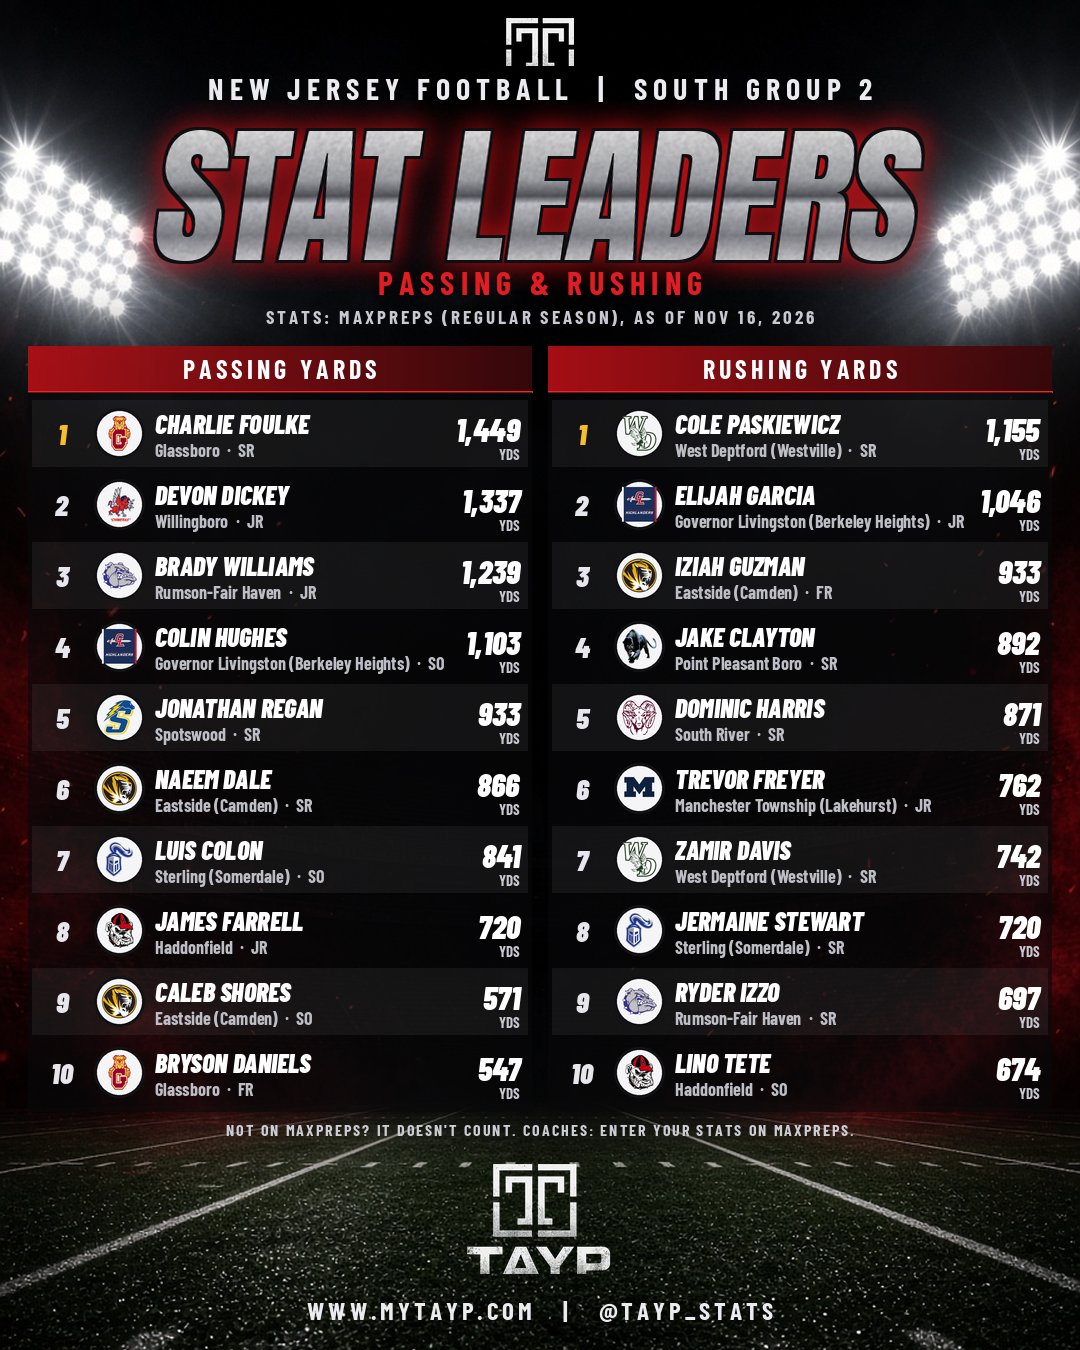 NEW JERSEY FOOTBALL | SOUTH GROUP 2
STAT LEADERS
PASSING & RUSHING
STATS: MAXPREPS (REGULAR SEASON), AS OF NOV 16, 2026
PASSING YARDS
1 CHARLIE FOULKE 1,449
Glassboro · SR YDS
2 DEVON DICKEY 1,337
Willingboro · JR YDS
3 BRADY WILLIAMS 1,239
Rumson-Fair Haven · JR YDS
4 COLIN HUGHES 1,103
Governor Livingston (Berkeley Heights) · SO YDS
5 JONATHAN REGAN 933
Spotswood · SR YDS
6 NAEEM DALE 866
Eastside (Camden) · SR YDS
7 LUIS COLON 841
Sterling (Somerdale) · SO YDS
8 JAMES FARRELL 720
Haddonfield · JR YDS
9 CALEB SHORES 571
Eastside (Camden) · SO YDS
10 BRYSON DANIELS 547
Glassboro · FR YDS
RUSHING YARDS
1 COLE PASKIEWICZ 1,155
West Deptford (Westville) · SR YDS
2 ELIJAH GARCIA 1,046
Governor Livingston (Berkeley Heights) · JR YDS
3 IZIAH GUZMAN 933
Eastside (Camden) · FR YDS
4 JAKE CLAYTON 892
Point Pleasant Boro · SR YDS
5 DOMINIC HARRIS 871
South River · SR YDS
6 TREVOR FREYER 762
Manchester Township (Lakehurst) · JR YDS
7 ZAMIR DAVIS 742
West Deptford (Westville) · SR YDS
8 JERMAINE STEWART 720
Sterling (Somerdale) · SR YDS
9 RYDER IZZO 697
Rumson-Fair Haven · SR YDS
10 LINO TETE 674
Haddonfield · SO YDS
NOT ON MAXPREPS? IT DOESN'T COUNT. COACHES: ENTER YOUR STATS ON MAXPREPS.
TAYP
WWW.MYTAYP.COM | @TAYP_STATS